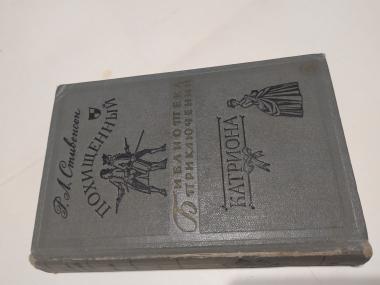 Р. Л. Стивенсон
ПОХИЩЕННЫЙ
БИБЛИОТЕКА
ПРИКЛЮЧЕНИЙ
КАТРИОНА